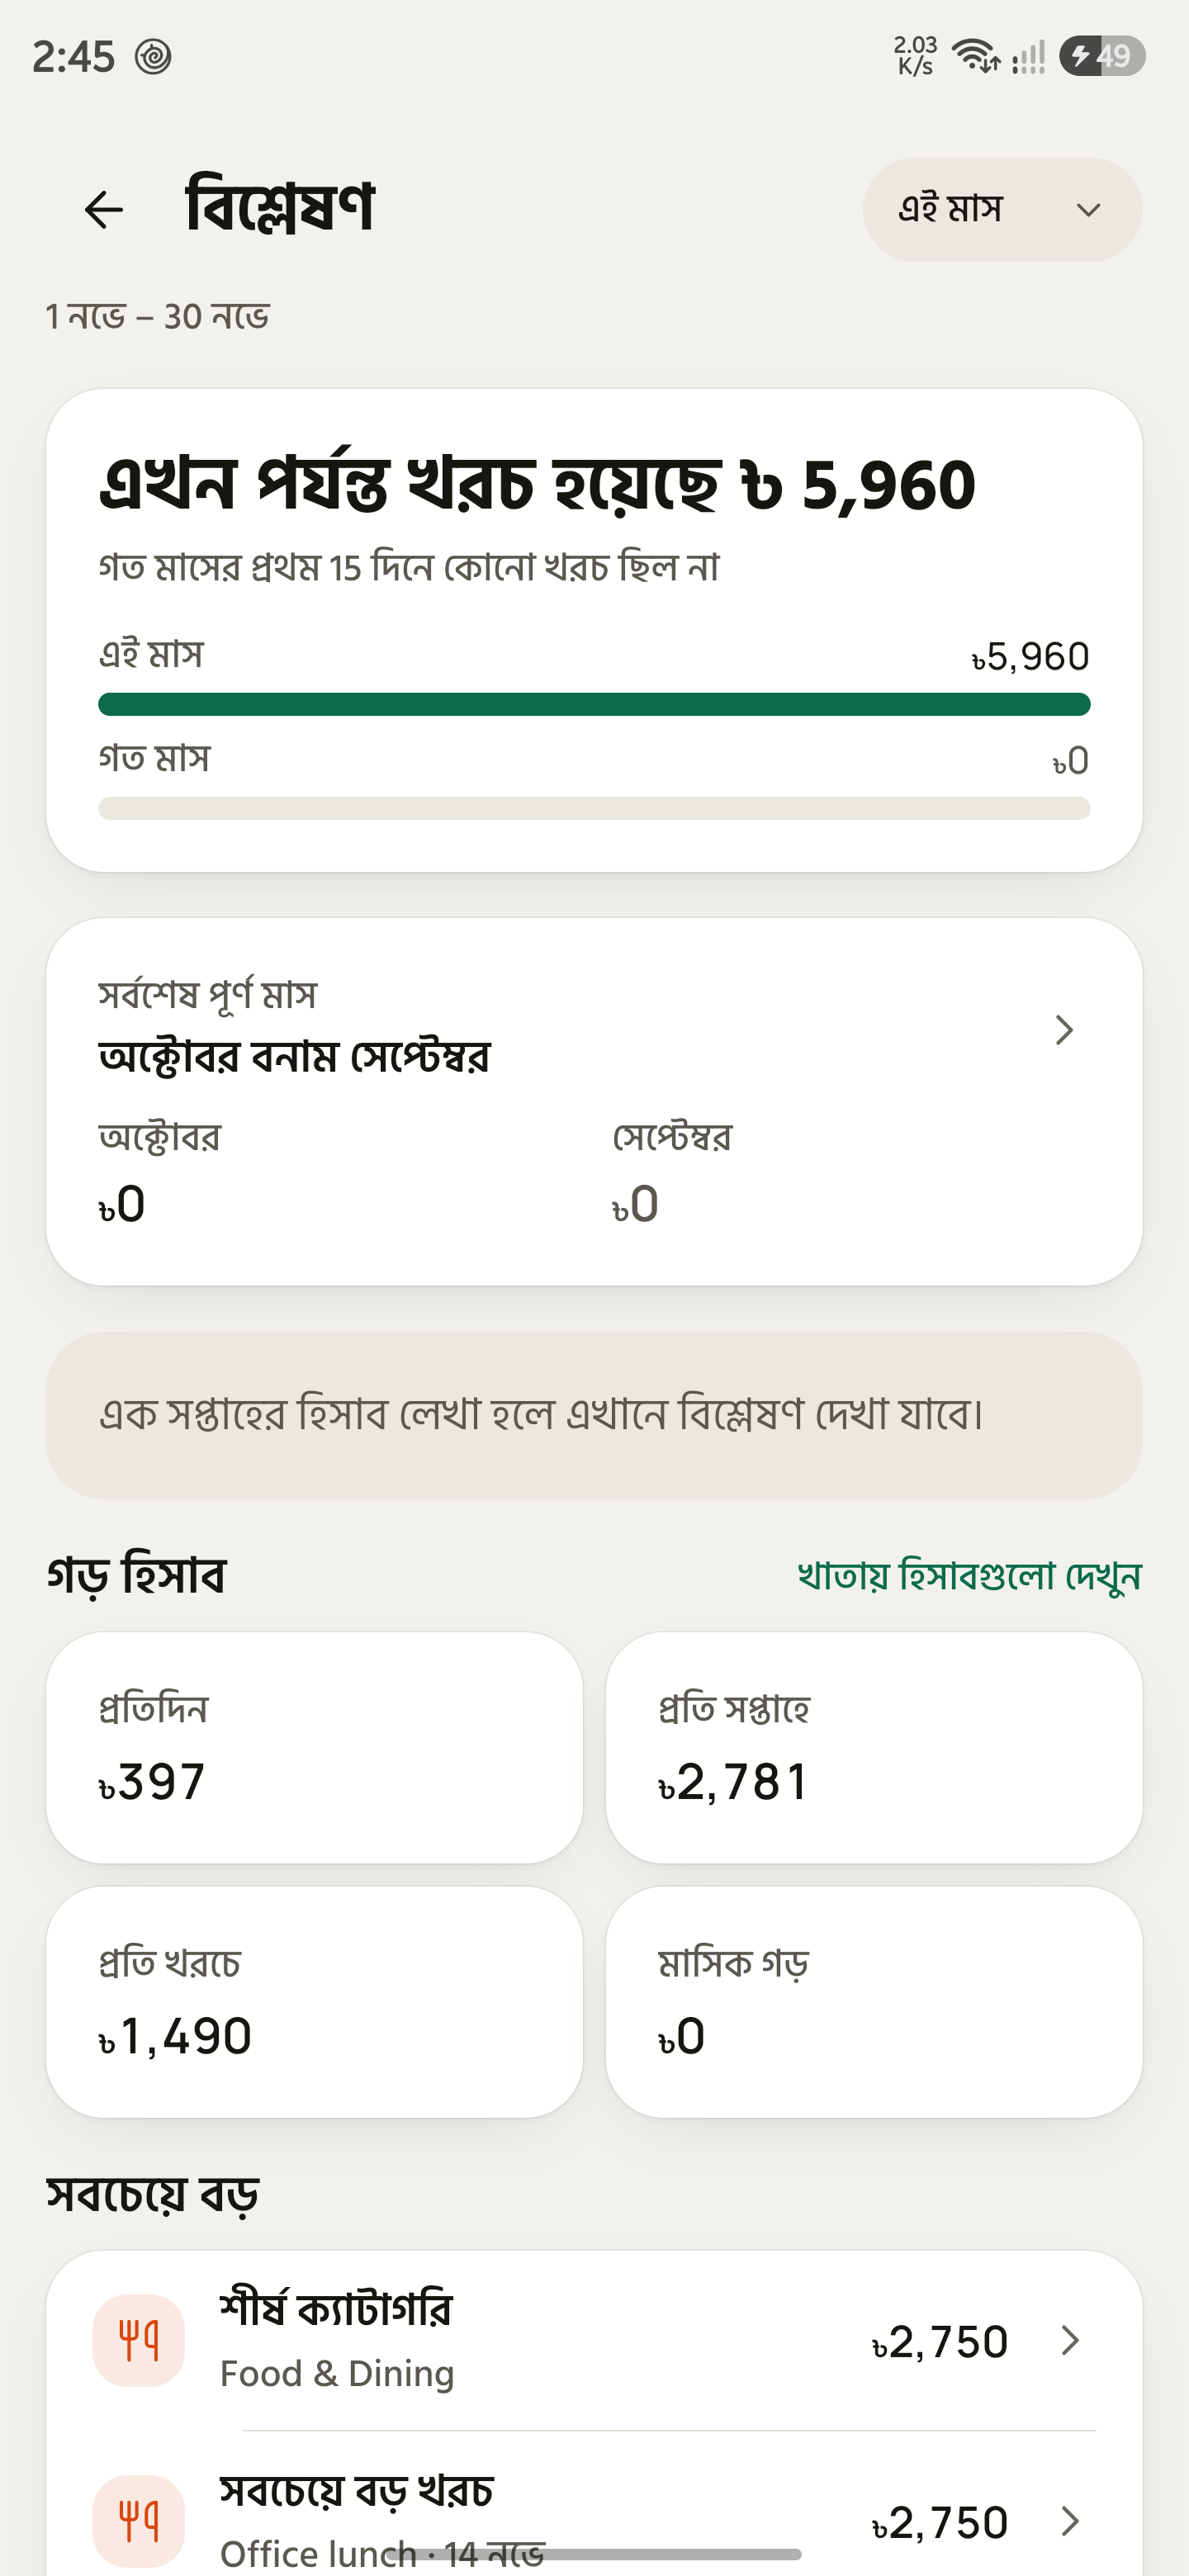 2:45
2.03 K/s
49
বিশ্লেষণ
এই মাস
1 নভে – 30 নভে
এখন পর্যন্ত খরচ হয়েছে ৳ 5,960
গত মাসের প্রথম 15 দিনে কোনো খরচ ছিল না
এই মাস ৳5,960
গত মাস ৳0
সর্বশেষ পূর্ণ মাস
অক্টোবর বনাম সেপ্টেম্বর
অক্টোবর সেপ্টেম্বর
৳0 ৳0
এক সপ্তাহের হিসাব লেখা হলে এখানে বিশ্লেষণ দেখা যাবে।
গড় হিসাব খাতায় হিসাবগুলো দেখুন
প্রতিদিন প্রতি সপ্তাহে
৳397 ৳2,781
প্রতি খরচে মাসিক গড়
৳1,490 ৳0
সবচেয়ে বড়
শীর্ষ ক্যাটাগরি
Food & Dining ৳2,750
সবচেয়ে বড় খরচ
Office lunch · 14 নভে ৳2,750